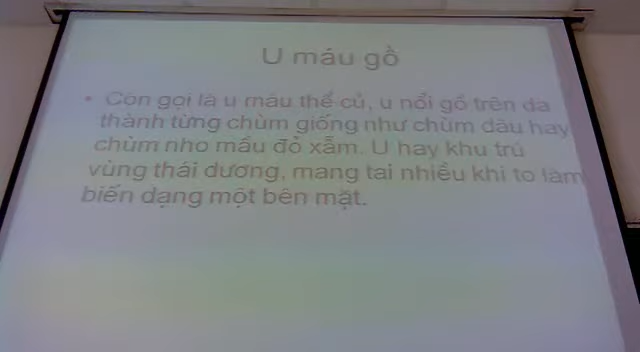 U máu gồ
• Còn gọi là u máu thể củ, u nổi gồ trên da
thành từng chùm giống như chùm dâu hay
chùm nho mầu đỏ xẫm. U hay khu trú
vùng thái dương, mang tai nhiều khi to làm
biến dạng một bên mặt.